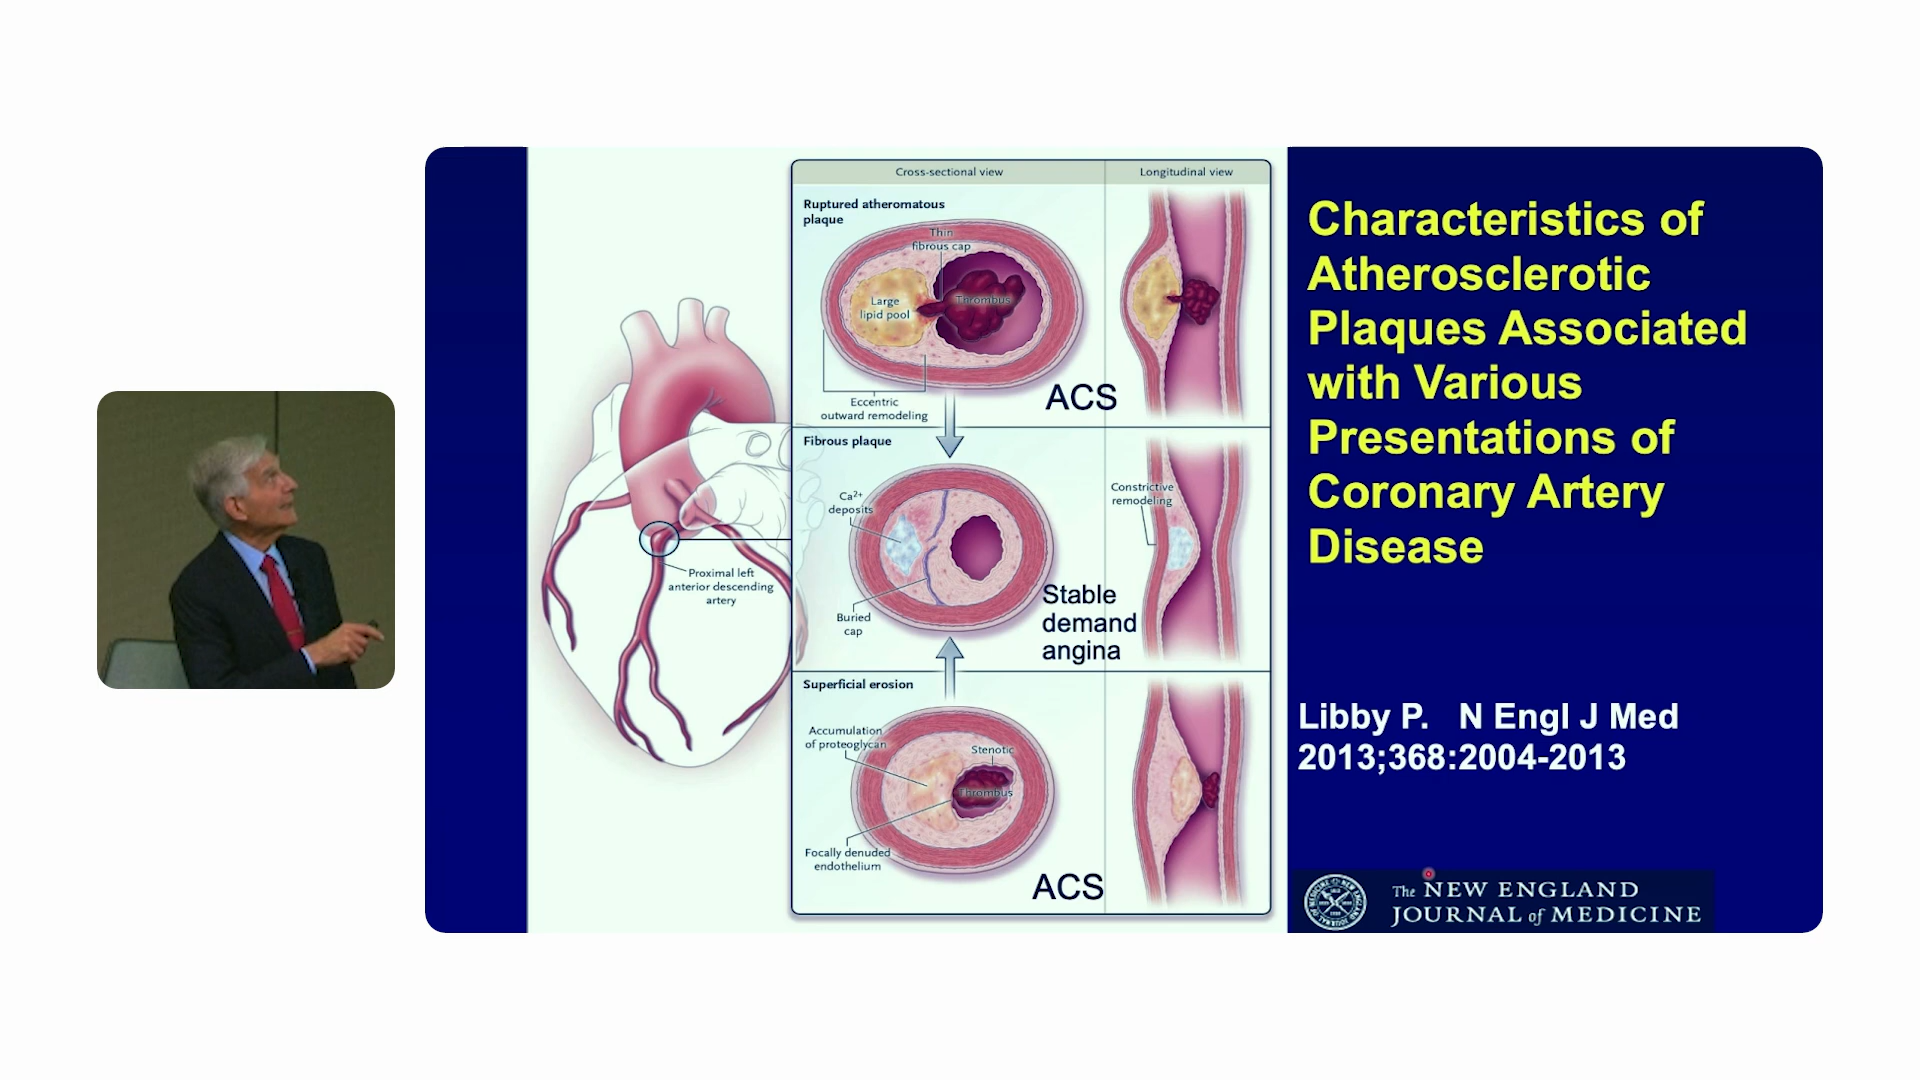 Cross-sectional view
Longitudinal view
Ruptured atheromatous
plaque
Thin
fibrous cap
Large
lipid pool
Thrombus
Eccentric
outward remodeling
ACS
Fibrous plaque
Ca2+
deposits
Constrictive
remodeling
Buried
cap
Stable
demand
angina
Proximal left
anterior descending
artery
Superficial erosion
Accumulation
of proteoglycan
Stenotic
Thrombus
Focally denuded
endothelium
ACS
Characteristics of
Atherosclerotic
Plaques Associated
with Various
Presentations of
Coronary Artery
Disease
Libby P. N Engl J Med
2013;368:2004-2013
The NEW ENGLAND
JOURNAL of MEDICINE